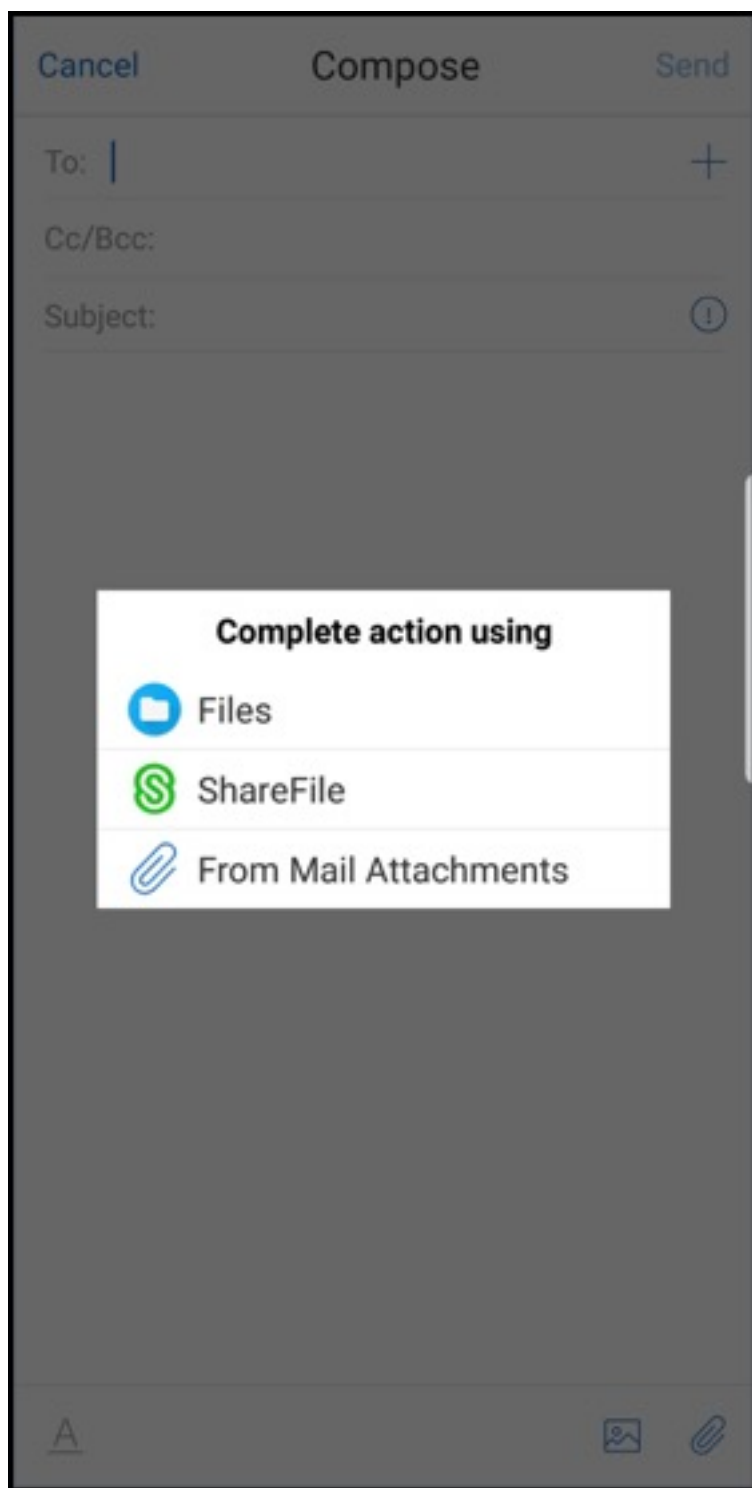 Cancel Compose Send
To:
Cc/Bcc:
Subject:
Complete action using
Files
ShareFile
From Mail Attachments
A